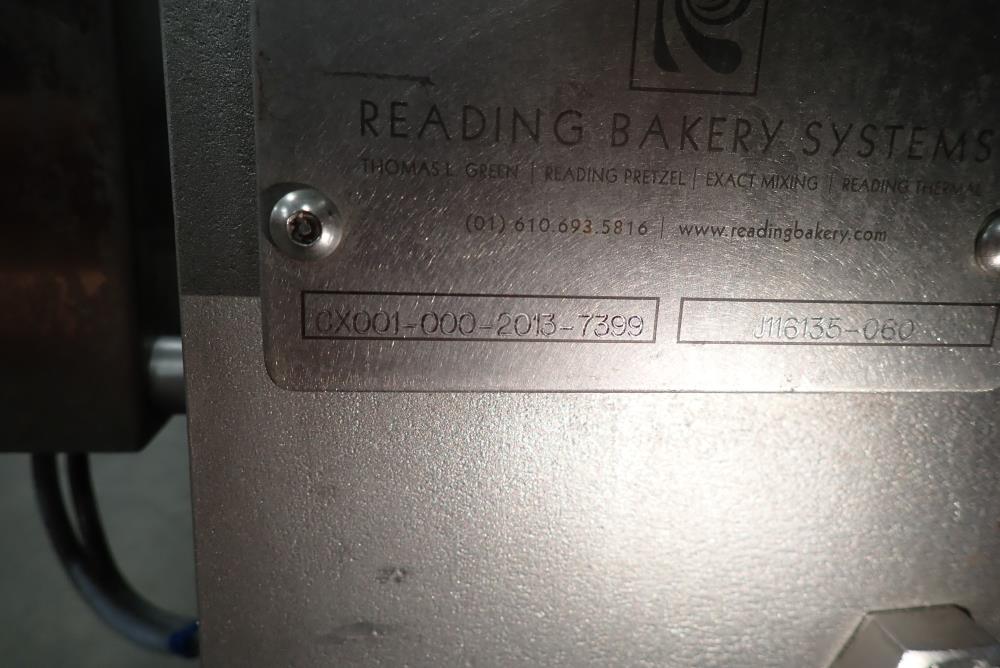 READING BAKERY SYSTEMS
THOMAS L. GREEN | READING PRETZEL | EXACT MIXING | READING THERMAL
(01) 610.693.5816 | www.readingbakery.com
CX001-000-2013-7399 J116135-060